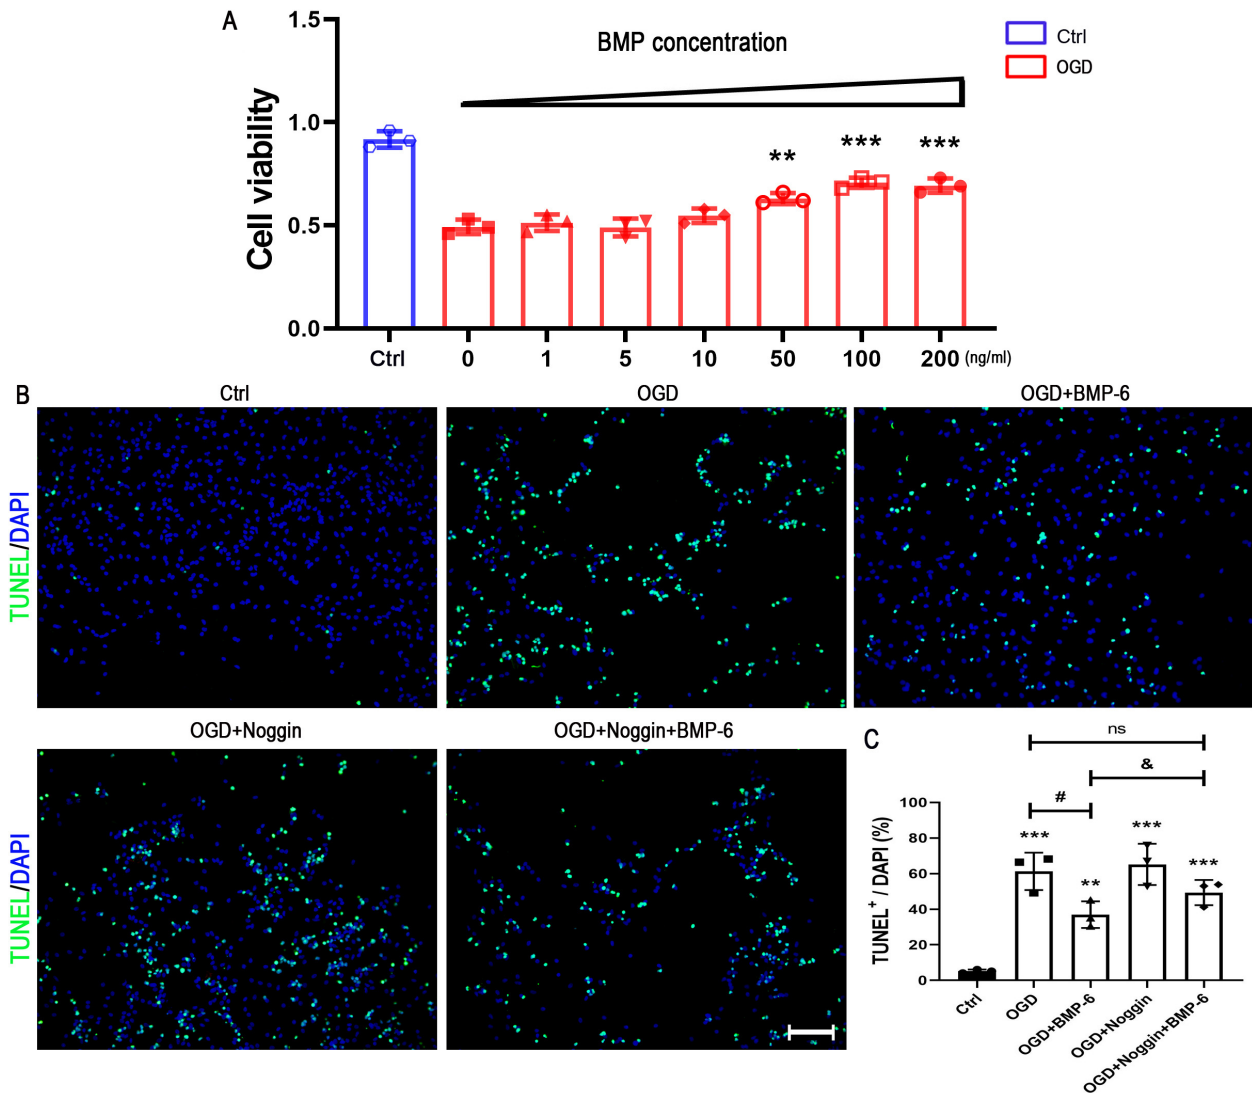 A
BMP concentration
Ctrl
OGD
Cell viability
1.5
1.0
0.5
0.0
** *** ***
Ctrl 0 1 5 10 50 100 200 (ng/ml)
B
Ctrl OGD OGD+BMP-6
TUNEL/DAPI
OGD+Noggin OGD+Noggin+BMP-6
TUNEL/DAPI
C
ns
&
#
*** ** *** ***
TUNEL+ / DAPI (%)
100
80
60
40
20
0
Ctrl
OGD
OGD+BMP-6
OGD+Noggin
OGD+Noggin+BMP-6